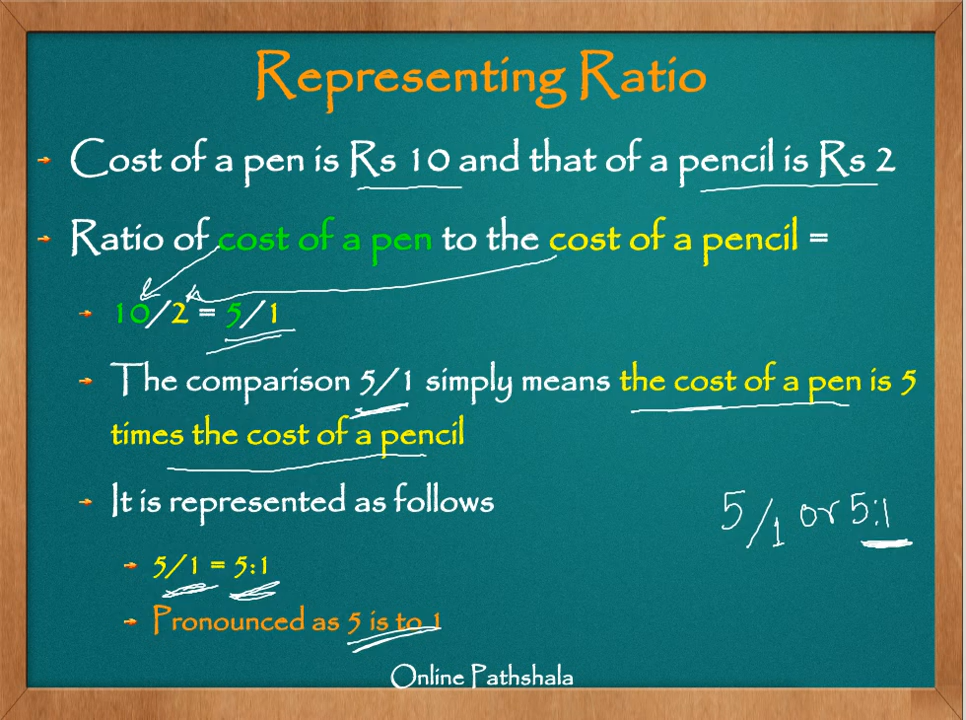 Representing Ratio
Cost of a pen is Rs 10 and that of a pencil is Rs 2
Ratio of cost of a pen to the cost of a pencil =
10/2 = 5/1
The comparison 5/1 simply means the cost of a pen is 5
times the cost of a pencil
It is represented as follows
5/1 or 5:1
5/1 = 5:1
Pronounced as 5 is to 1
Online Pathshala